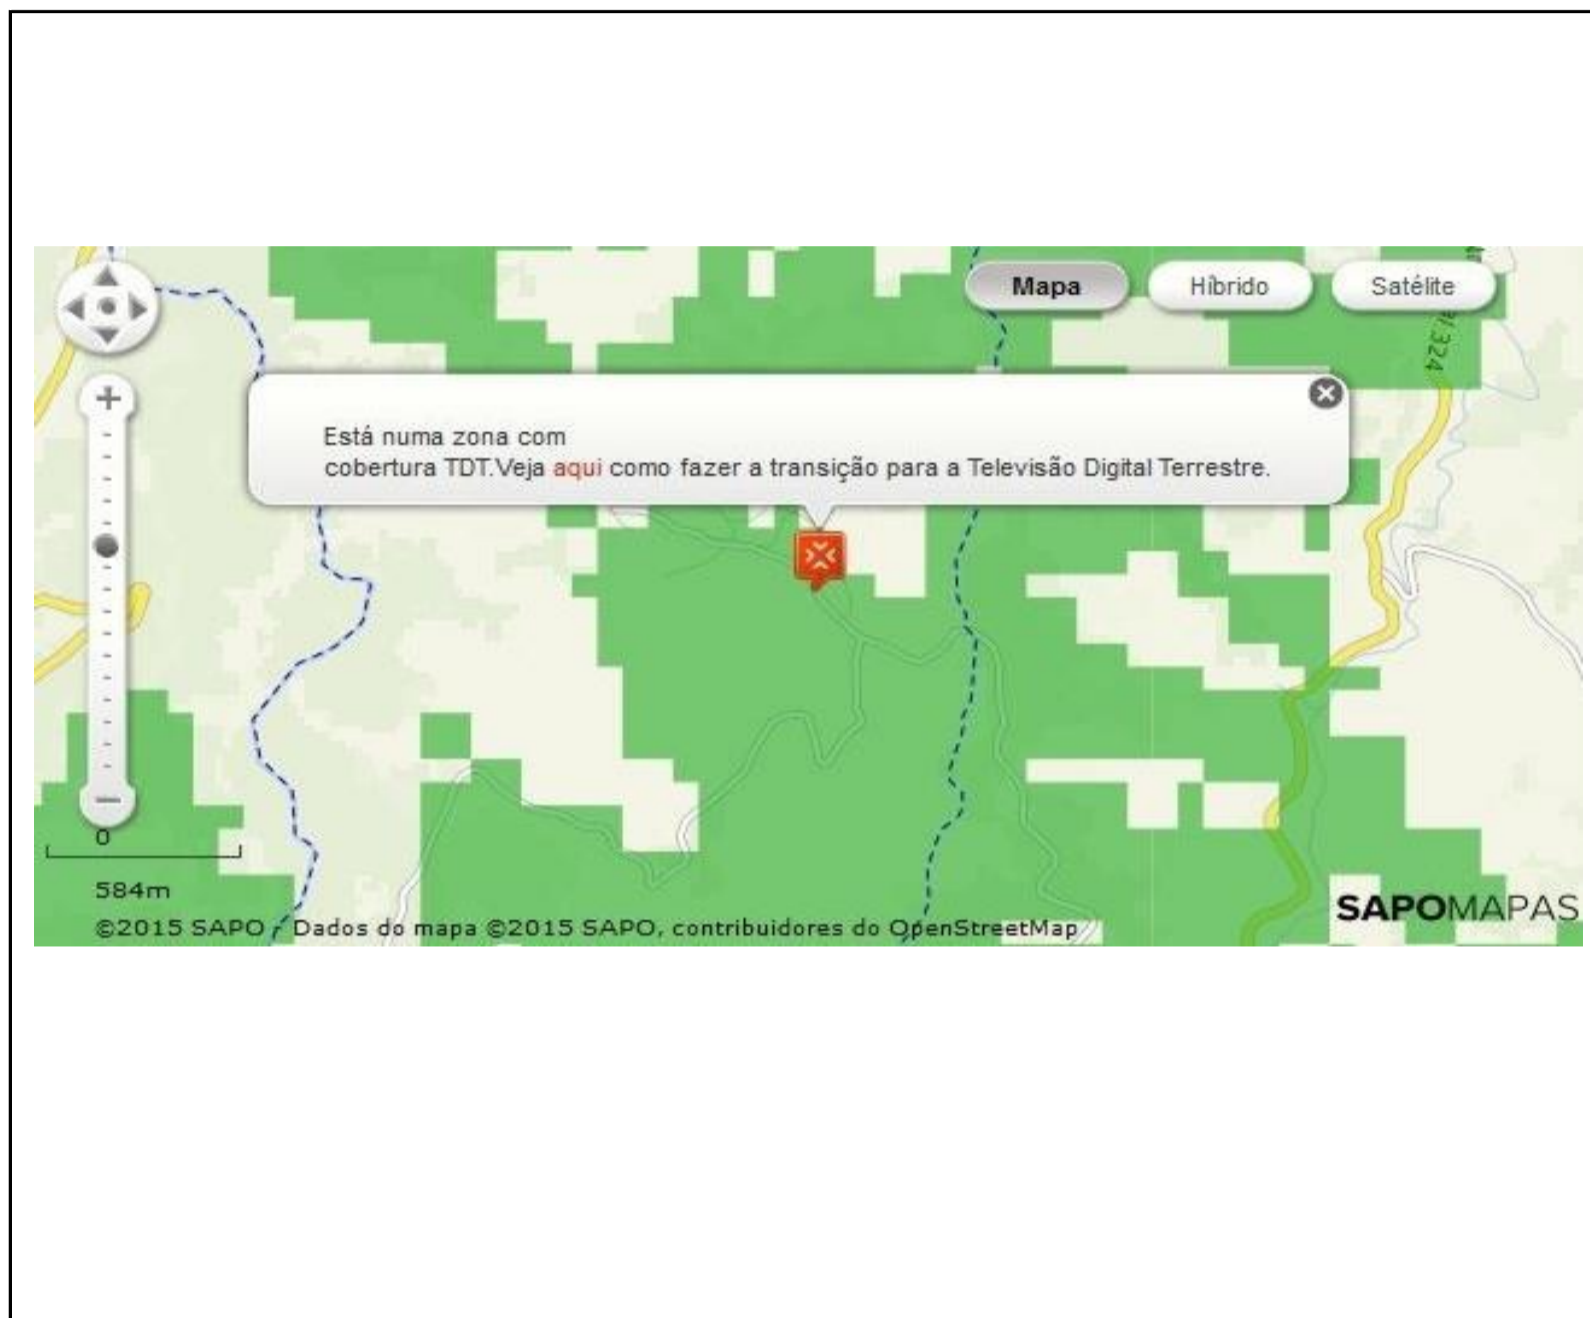 Mapa
Híbrido
Satélite
324
Está numa zona com
cobertura TDT.Veja aqui como fazer a transição para a Televisão Digital Terrestre.
0
584m
©2015 SAPO - Dados do mapa ©2015 SAPO, contribuidores do OpenStreetMap
SAPOMAPAS